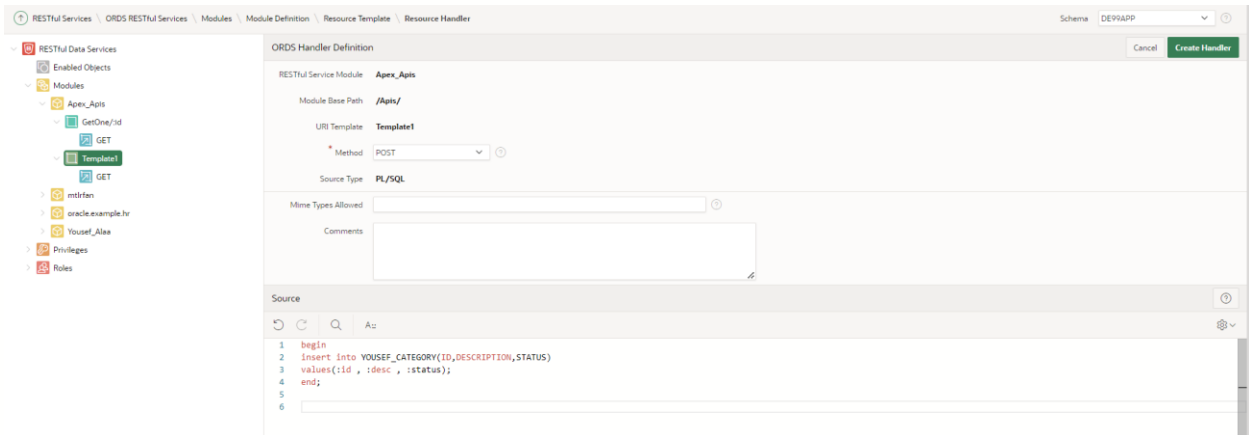 RESTful Services \ ORDS RESTful Services \ Modules \ Module Definition \ Resource Template \ Resource Handler
Schema DE99APP
RESTful Data Services
Enabled Objects
Modules
Apex_Apis
GetOne/:id
GET
Template1
GET
mtlrfan
oracle.example.hr
Yousef_Alaa
Privileges
Roles
ORDS Handler Definition
Cancel Create Handler
RESTful Service Module Apex_Apis
Module Base Path /Apis/
URI Template Template1
* Method POST
Source Type PL/SQL
Mime Types Allowed
Comments
Source
A::
1 begin
2 insert into YOUSEF_CATEGORY(ID,DESCRIPTION,STATUS)
3 values(:id , :desc , :status);
4 end;
5
6